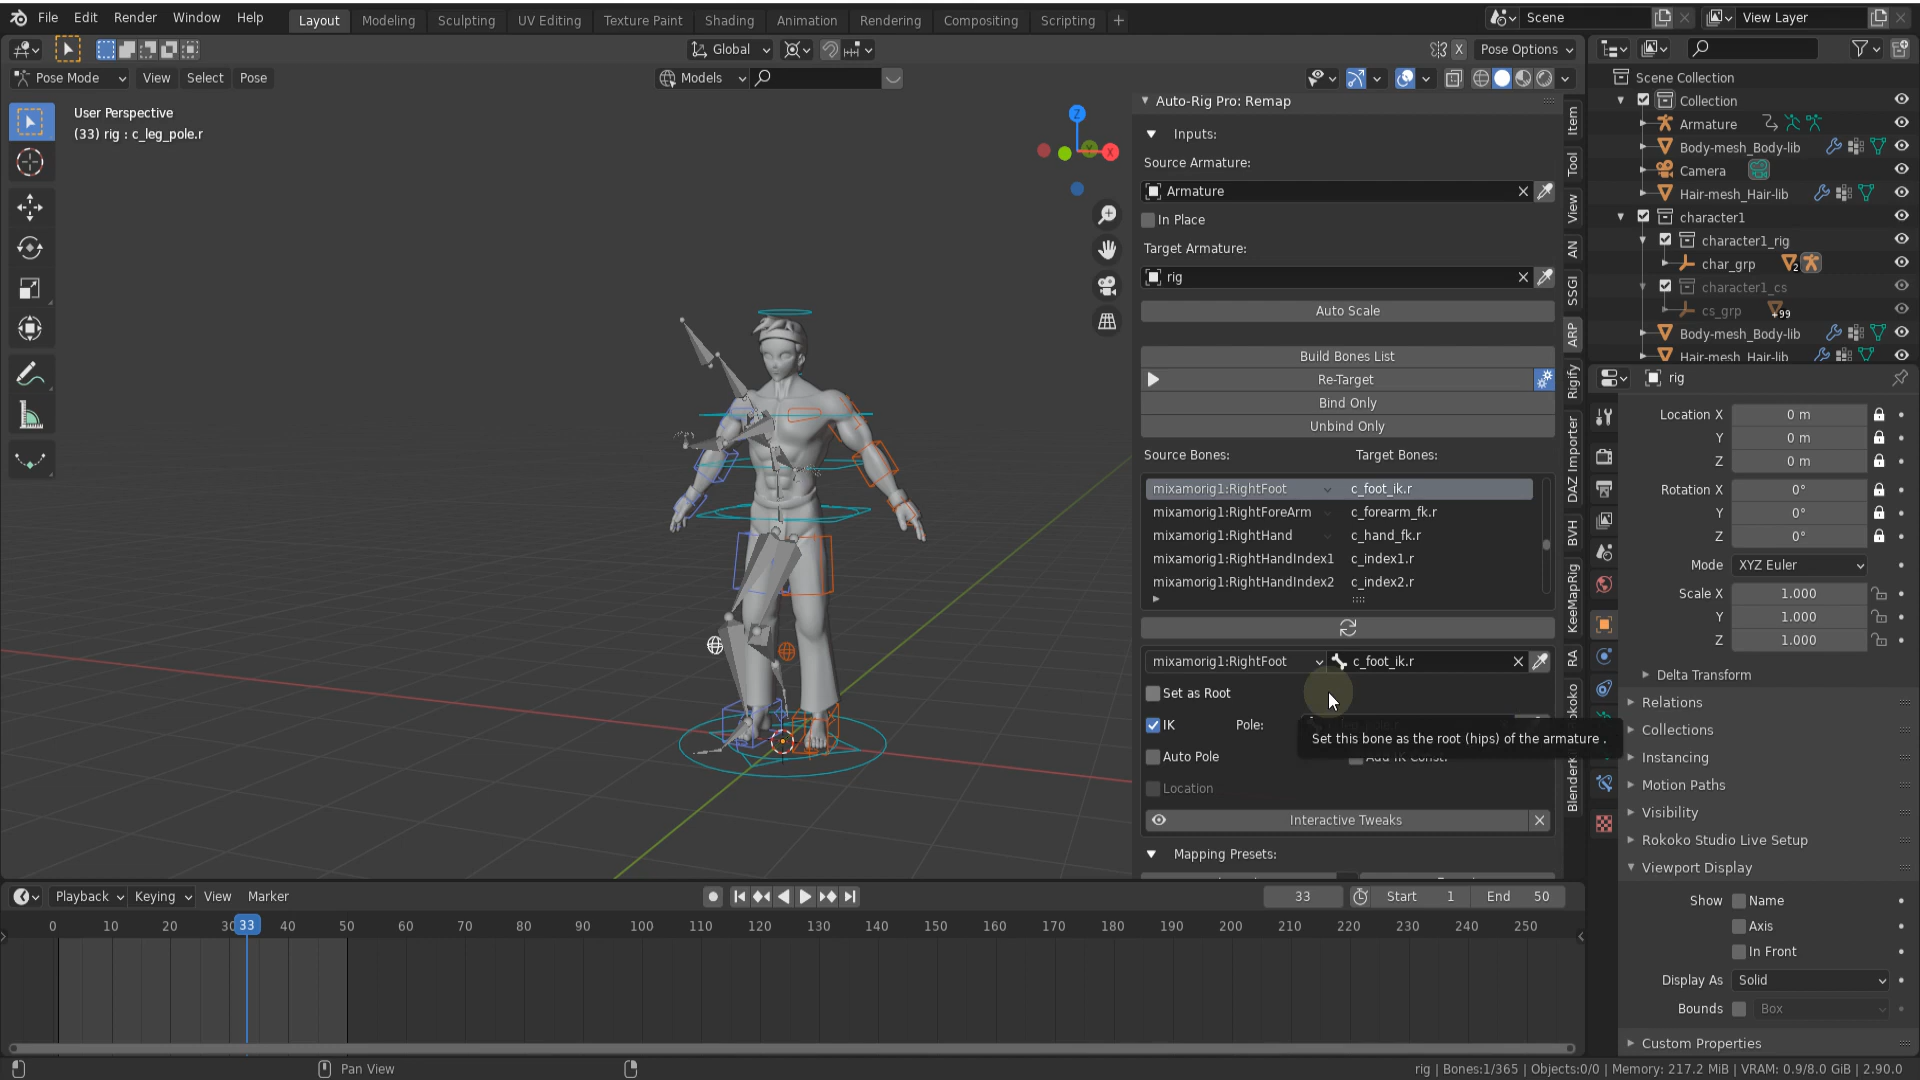 File Edit Render Window Help Layout Modeling Sculpting UV Editing Texture Paint Shading Animation Rendering Compositing Scripting + Scene View Layer
Global X Pose Options
Pose Mode View Select Pose Models
User Perspective
(33) rig : c_leg_pole.r
Z
Y
X
Auto-Rig Pro: Remap
Inputs:
Source Armature:
Armature
In Place
Target Armature:
rig
Auto Scale
Build Bones List
Re-Target
Bind Only
Unbind Only
Source Bones: Target Bones:
mixamorig1:RightFoot c_foot_ik.r
mixamorig1:RightForeArm c_forearm_fk.r
mixamorig1:RightHand c_hand_fk.r
mixamorig1:RightHandIndex1 c_index1.r
mixamorig1:RightHandIndex2 c_index2.r
mixamorig1:RightFoot c_foot_ik.r
Set as Root
IK Pole:
Set this bone as the root (hips) of the armature .
Auto Pole Add IK Const.
Location
Interactive Tweaks
Mapping Presets:
Item
Tool
View
AN
SSGI
ARP
Rigify
DAZ Importer
BVH
KeeMapRig
RA
Scene Collection
Collection
Armature
Body-mesh_Body-lib
Camera
Hair-mesh_Hair-lib
character1
character1_rig
char_grp 2
character1_cs
cs_grp +99
Body-mesh_Body-lib
Hair-mesh_Hair-lib
rig
Location X 0 m
Y 0 m
Z 0 m
Rotation X 0°
Y 0°
Z 0°
Mode XYZ Euler
Scale X 1.000
Y 1.000
Z 1.000
Delta Transform
Relations
Collections
Instancing
Motion Paths
Visibility
Rokoko Studio Live Setup
Viewport Display
Show Name
Axis
In Front
Display As Solid
Bounds Box
Custom Properties
Playback Keying View Marker 33 Start 1 End 50
0 10 20 30 33 40 50 60 70 80 90 100 110 120 130 140 150 160 170 180 190 200 210 220 230 240 250
Pan View
rig | Bones:1/365 | Objects:0/0 | Memory: 217.2 MiB | VRAM: 0.9/8.0 GiB | 2.90.0